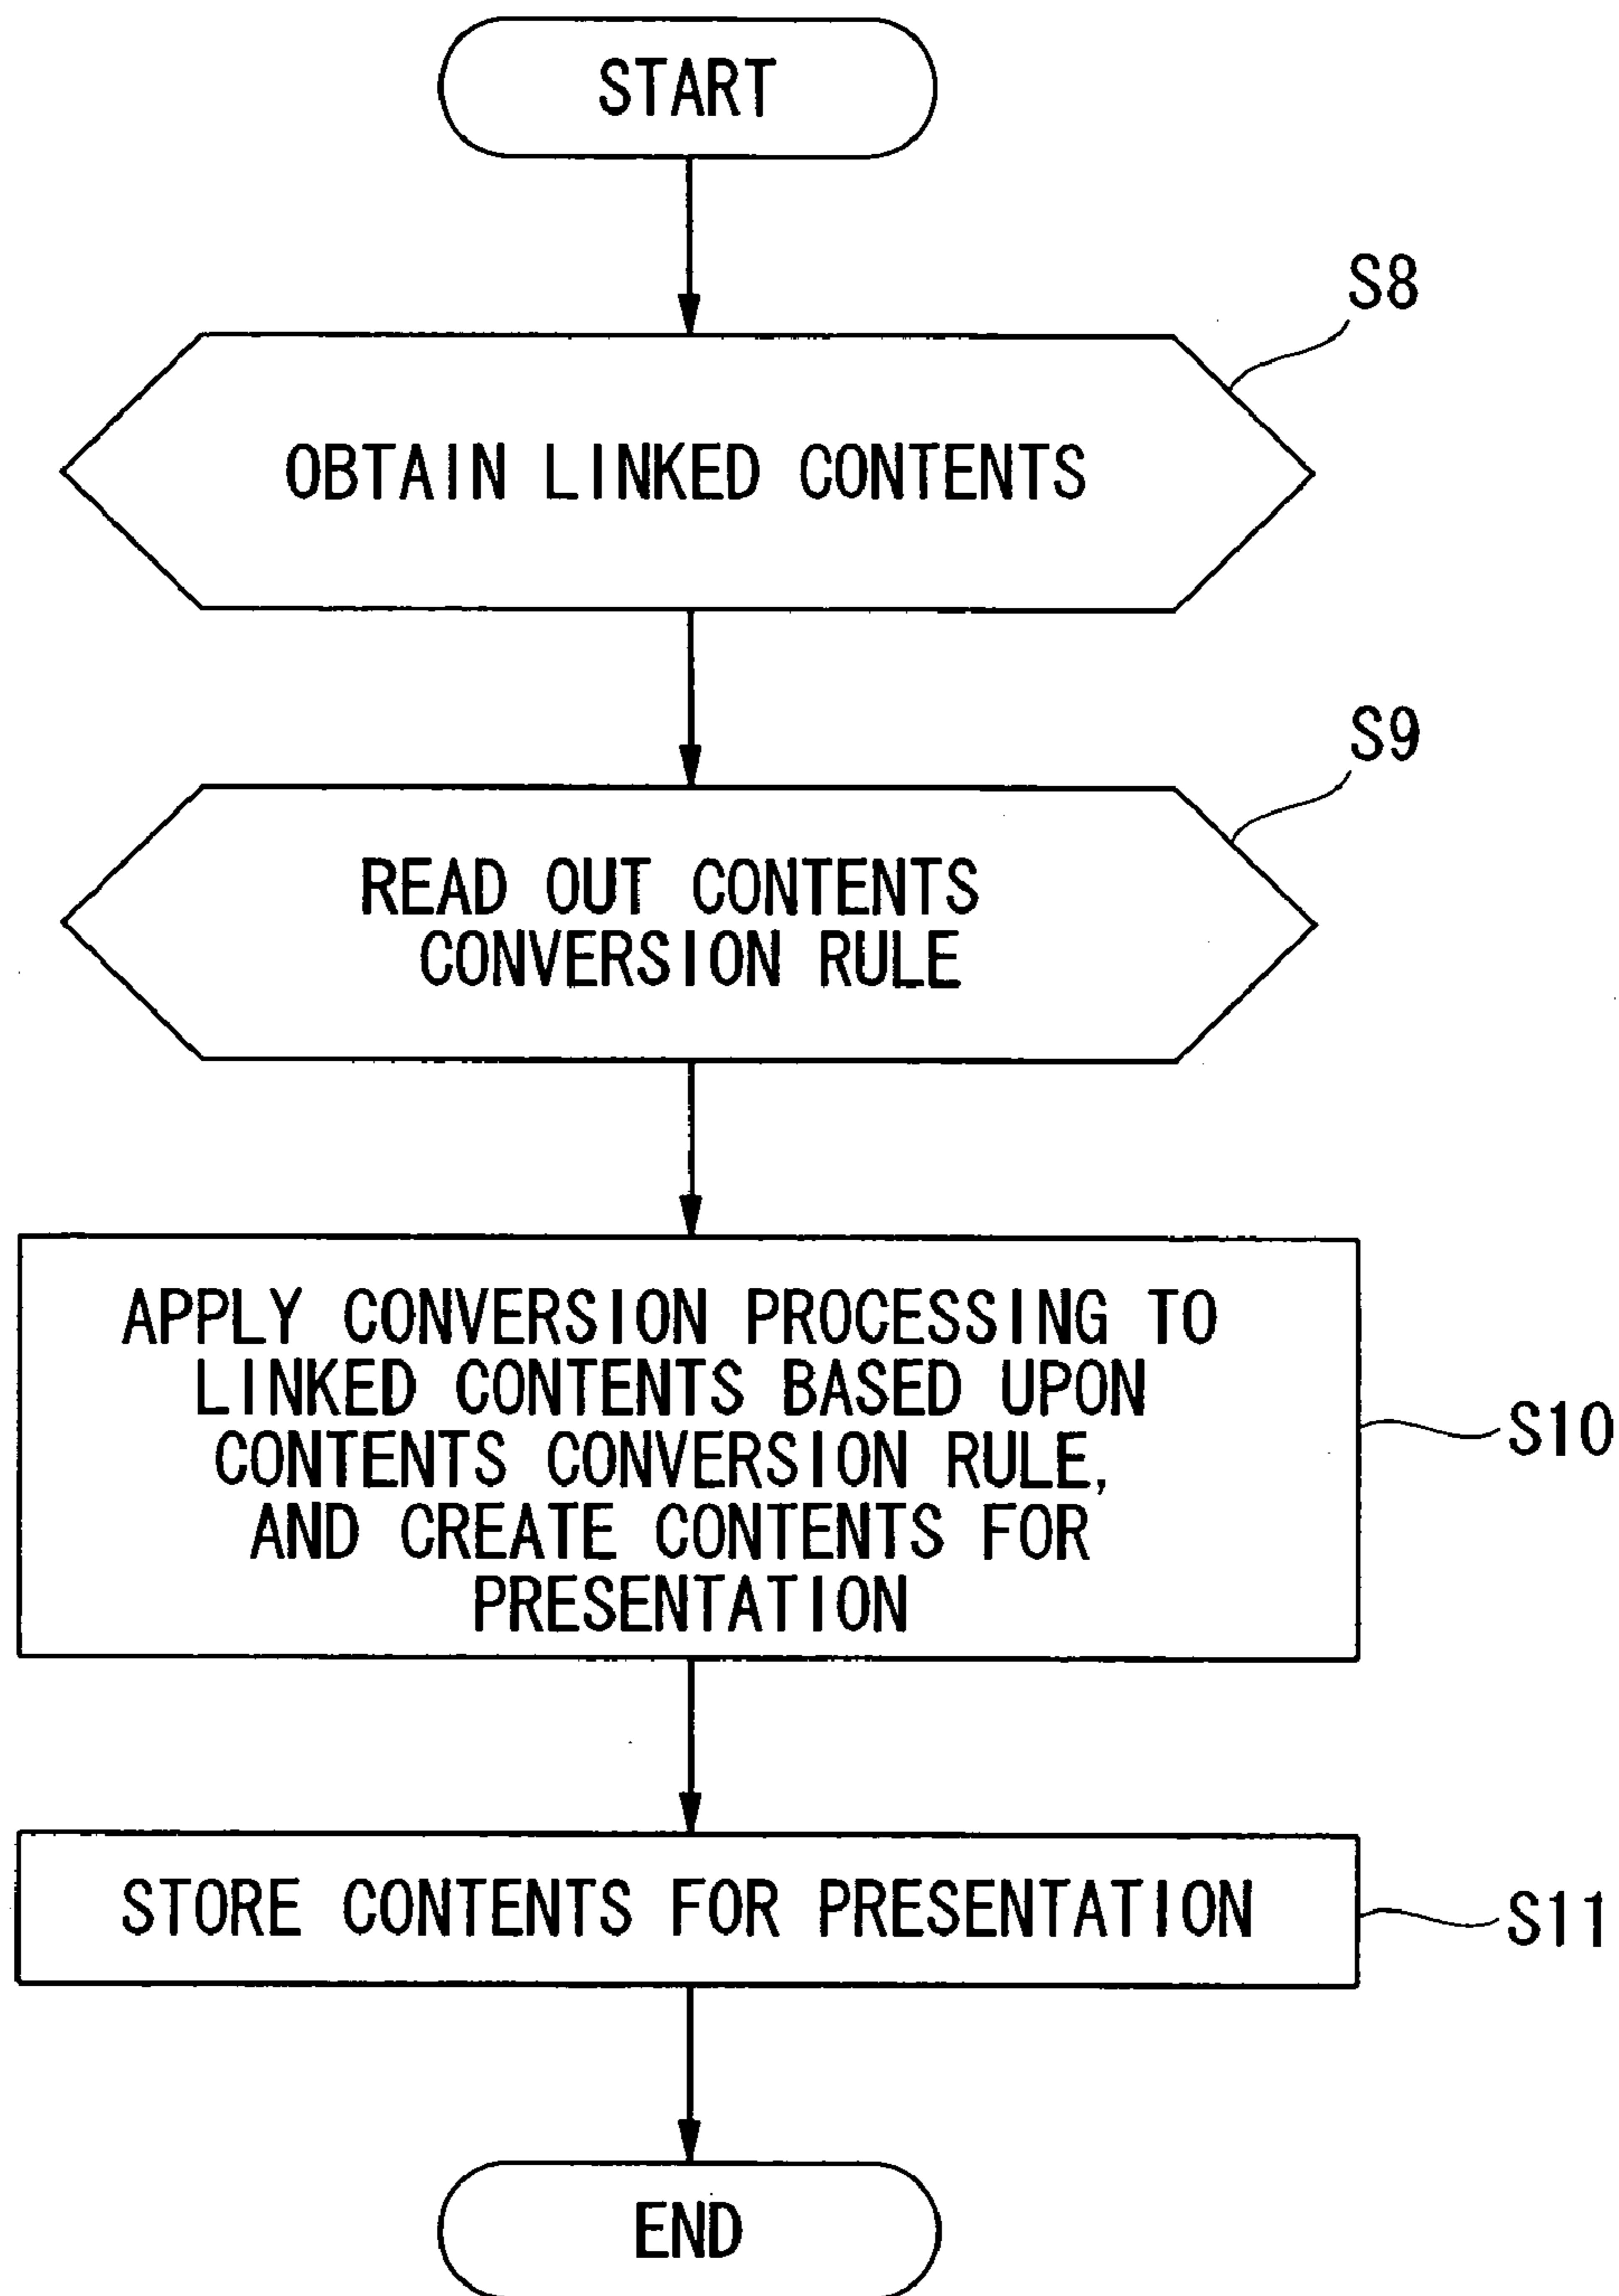 START
S8
OBTAIN LINKED CONTENTS
S9
READ OUT CONTENTS
CONVERSION RULE
APPLY CONVERSION PROCESSING TO
LINKED CONTENTS BASED UPON
CONTENTS CONVERSION RULE,
AND CREATE CONTENTS FOR
PRESENTATION
S10
STORE CONTENTS FOR PRESENTATION
S11
END